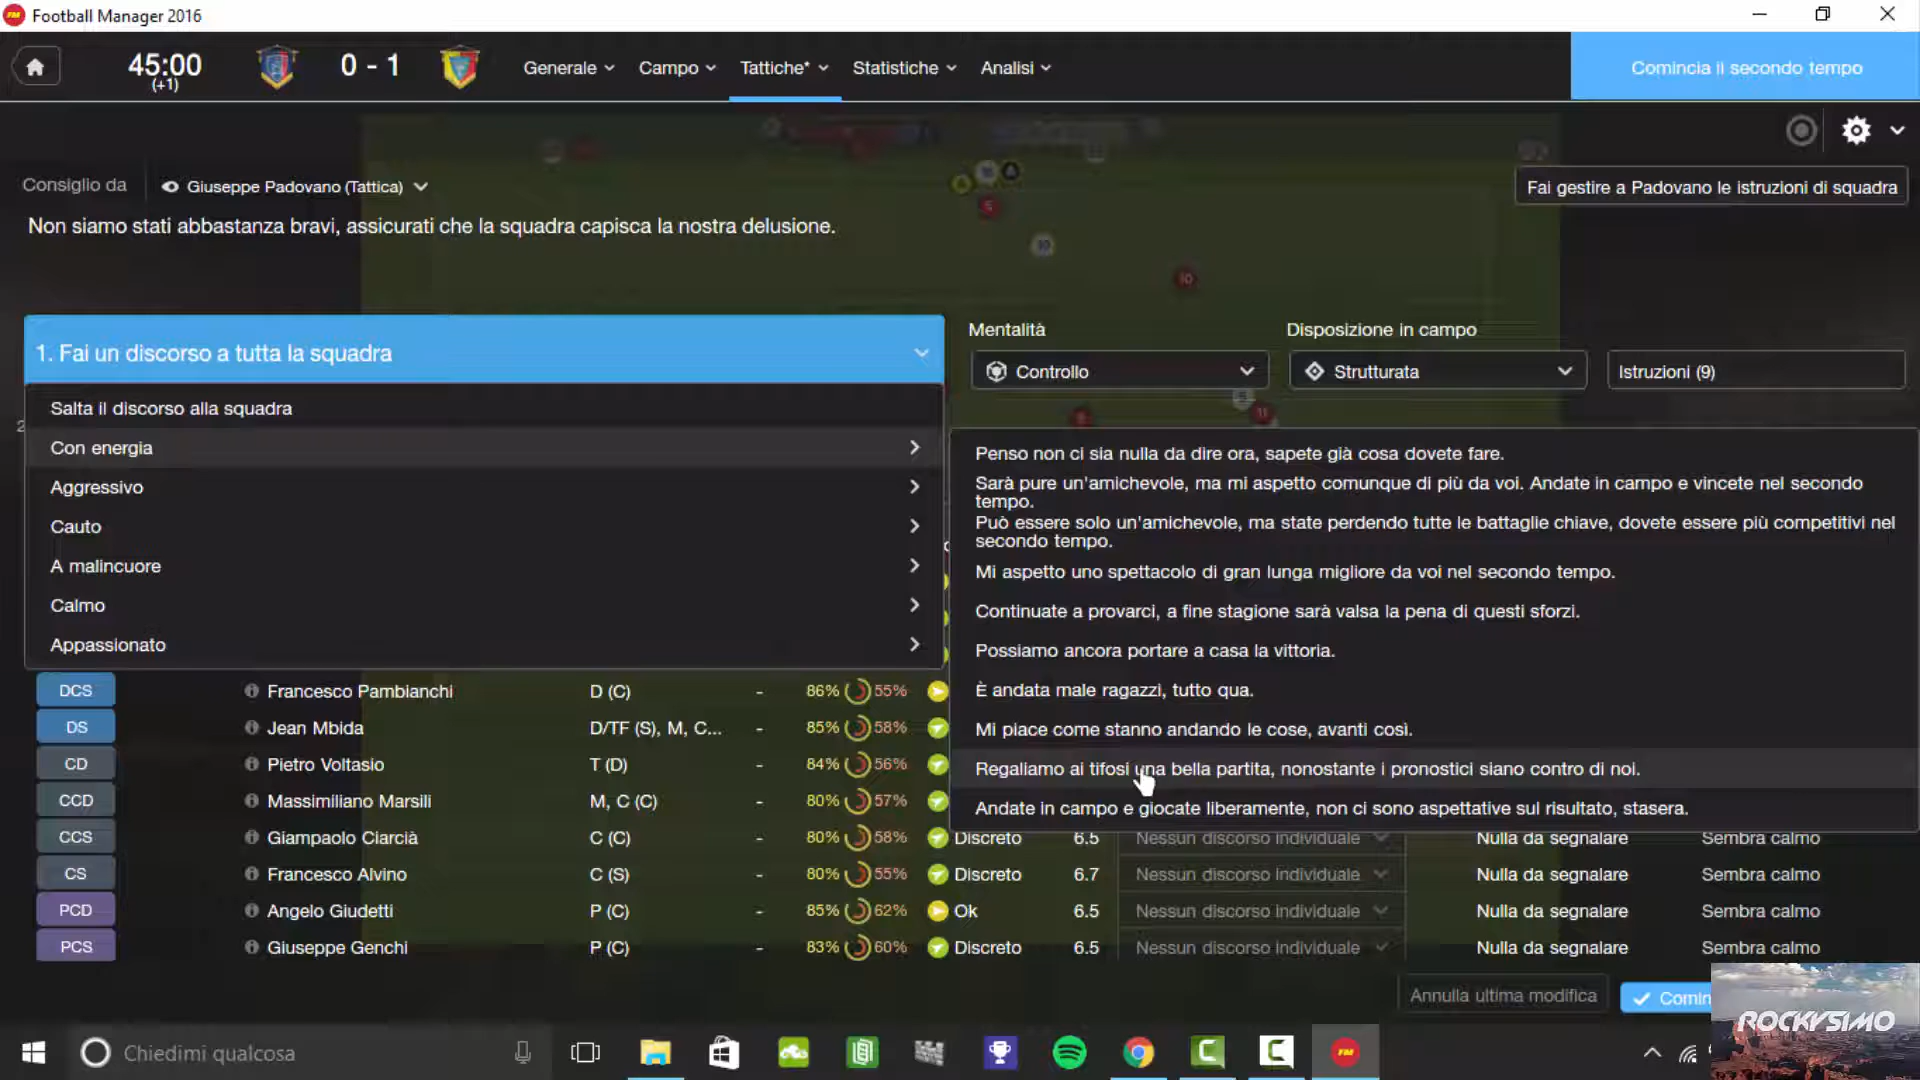 Football Manager 2016
45:00
(+1)
0 - 1
Generale
Campo
Tattiche*
Statistiche
Analisi
Comincia il secondo tempo
Consiglio da
Giuseppe Padovano (Tattica)
Fai gestire a Padovano le istruzioni di squadra
Non siamo stati abbastanza bravi, assicurati che la squadra capisca la nostra delusione.
1. Fai un discorso a tutta la squadra
Mentalità
Disposizione in campo
Controllo
Strutturata
Istruzioni (9)
Salta il discorso alla squadra
Con energia
Aggressivo
Cauto
A malincuore
Calmo
Appassionato
Penso non ci sia nulla da dire ora, sapete già cosa dovete fare.
Sarà pure un'amichevole, ma mi aspetto comunque di più da voi. Andate in campo e vincete nel secondo
tempo.
Può essere solo un'amichevole, ma state perdendo tutte le battaglie chiave, dovete essere più competitivi nel
secondo tempo.
Mi aspetto uno spettacolo di gran lunga migliore da voi nel secondo tempo.
Continuate a provarci, a fine stagione sarà valsa la pena di questi sforzi.
Possiamo ancora portare a casa la vittoria.
È andata male ragazzi, tutto qua.
Mi piace come stanno andando le cose, avanti così.
Regaliamo ai tifosi una bella partita, nonostante i pronostici siano contro di noi.
Andate in campo e giocate liberamente, non ci sono aspettative sul risultato, stasera.
DCS Francesco Pambianchi D (C) - 86% 55%
DS Jean Mbida D/TF (S), M, C... - 85% 58%
CD Pietro Voltasio T (D) - 84% 56%
CCD Massimiliano Marsili M, C (C) - 80% 57%
CCS Giampaolo Ciarcià C (C) - 80% 58% Discreto 6.5 Nessun discorso individuale Nulla da segnalare Sembra calmo
CS Francesco Alvino C (S) - 80% 55% Discreto 6.7 Nessun discorso individuale Nulla da segnalare Sembra calmo
PCD Angelo Giudetti P (C) - 85% 62% Ok 6.5 Nessun discorso individuale Nulla da segnalare Sembra calmo
PCS Giuseppe Genchi P (C) - 83% 60% Discreto 6.5 Nessun discorso individuale Nulla da segnalare Sembra calmo
Annulla ultima modifica
Comin
ROCKYSIMO
Chiedimi qualcosa